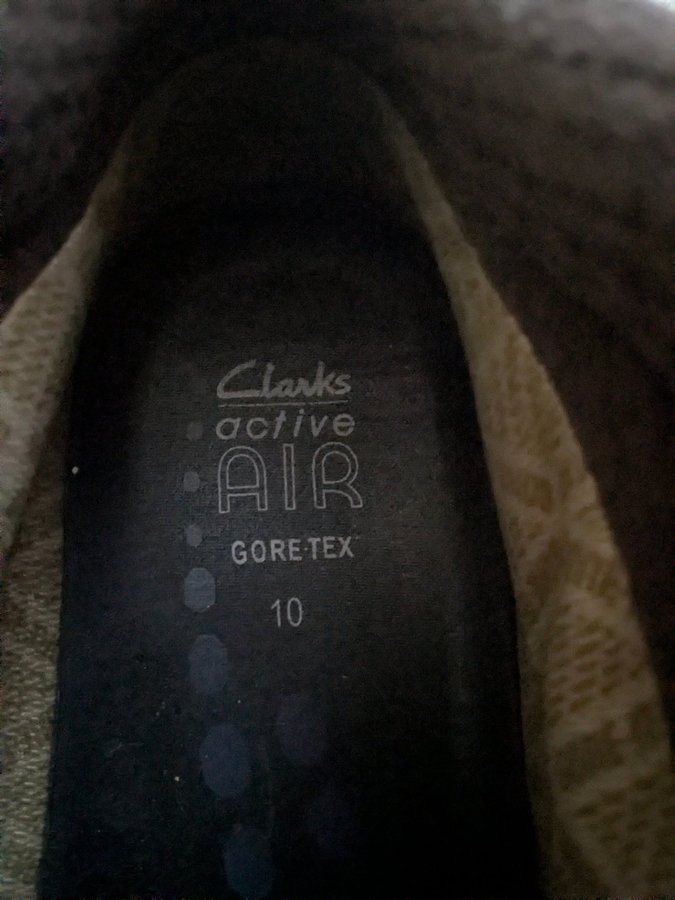 Clarks
active
AIR
GORE-TEX
10